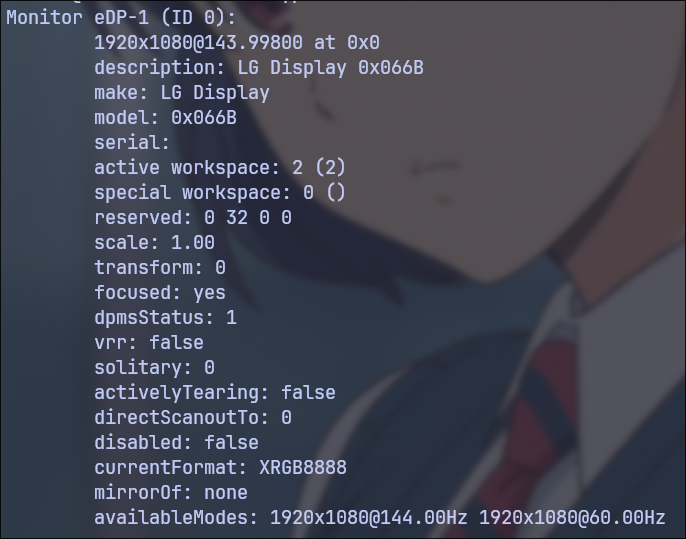 Monitor eDP-1 (ID 0):
1920x1080@143.99800 at 0x0
description: LG Display 0x066B
make: LG Display
model: 0x066B
serial:
active workspace: 2 (2)
special workspace: 0 ()
reserved: 0 32 0 0
scale: 1.00
transform: 0
focused: yes
dpmsStatus: 1
vrr: false
solitary: 0
activelyTearing: false
directScanoutTo: 0
disabled: false
currentFormat: XRGB8888
mirrorOf: none
availableModes: 1920x1080@144.00Hz 1920x1080@60.00Hz